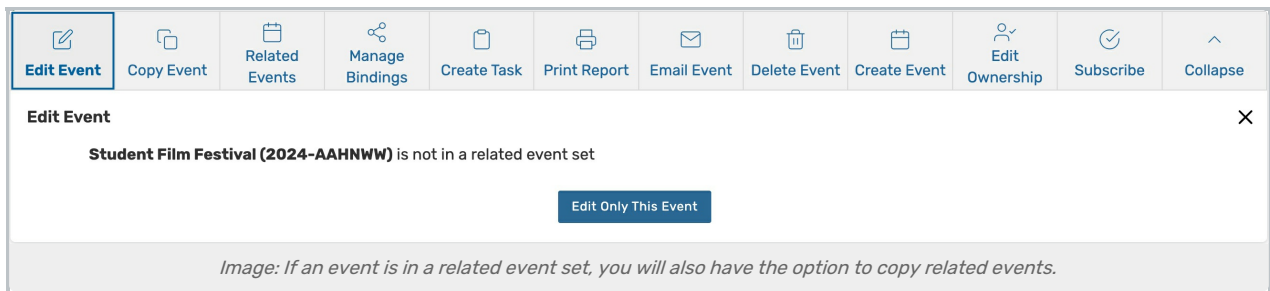 Edit Event
Copy Event
Related
Events
Manage
Bindings
Create Task
Print Report
Email Event
Delete Event
Create Event
Edit
Ownership
Subscribe
Collapse
Edit Event
Student Film Festival (2024-AAHNWW) is not in a related event set
Edit Only This Event
Image: If an event is in a related event set, you will also have the option to copy related events.